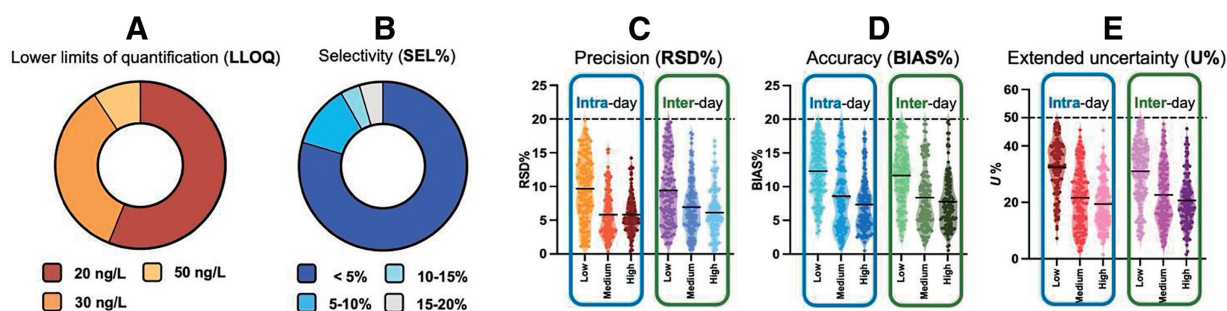 A
Lower limits of quantification (LLOQ)
20 ng/L
50 ng/L
30 ng/L
B
Selectivity (SEL%)
< 5%
10-15%
5-10%
15-20%
C
Precision (RSD%)
Intra-day
Inter-day
RSD%
25
20
15
10
5
0
Low
Medium
High
Low
Medium
High
D
Accuracy (BIAS%)
Intra-day
Inter-day
BIAS%
25
20
15
10
5
0
Low
Medium
High
Low
Medium
High
E
Extended uncertainty (U%)
Intra-day
Inter-day
U%
60
50
40
20
0
Low
Medium
High
Low
Medium
High